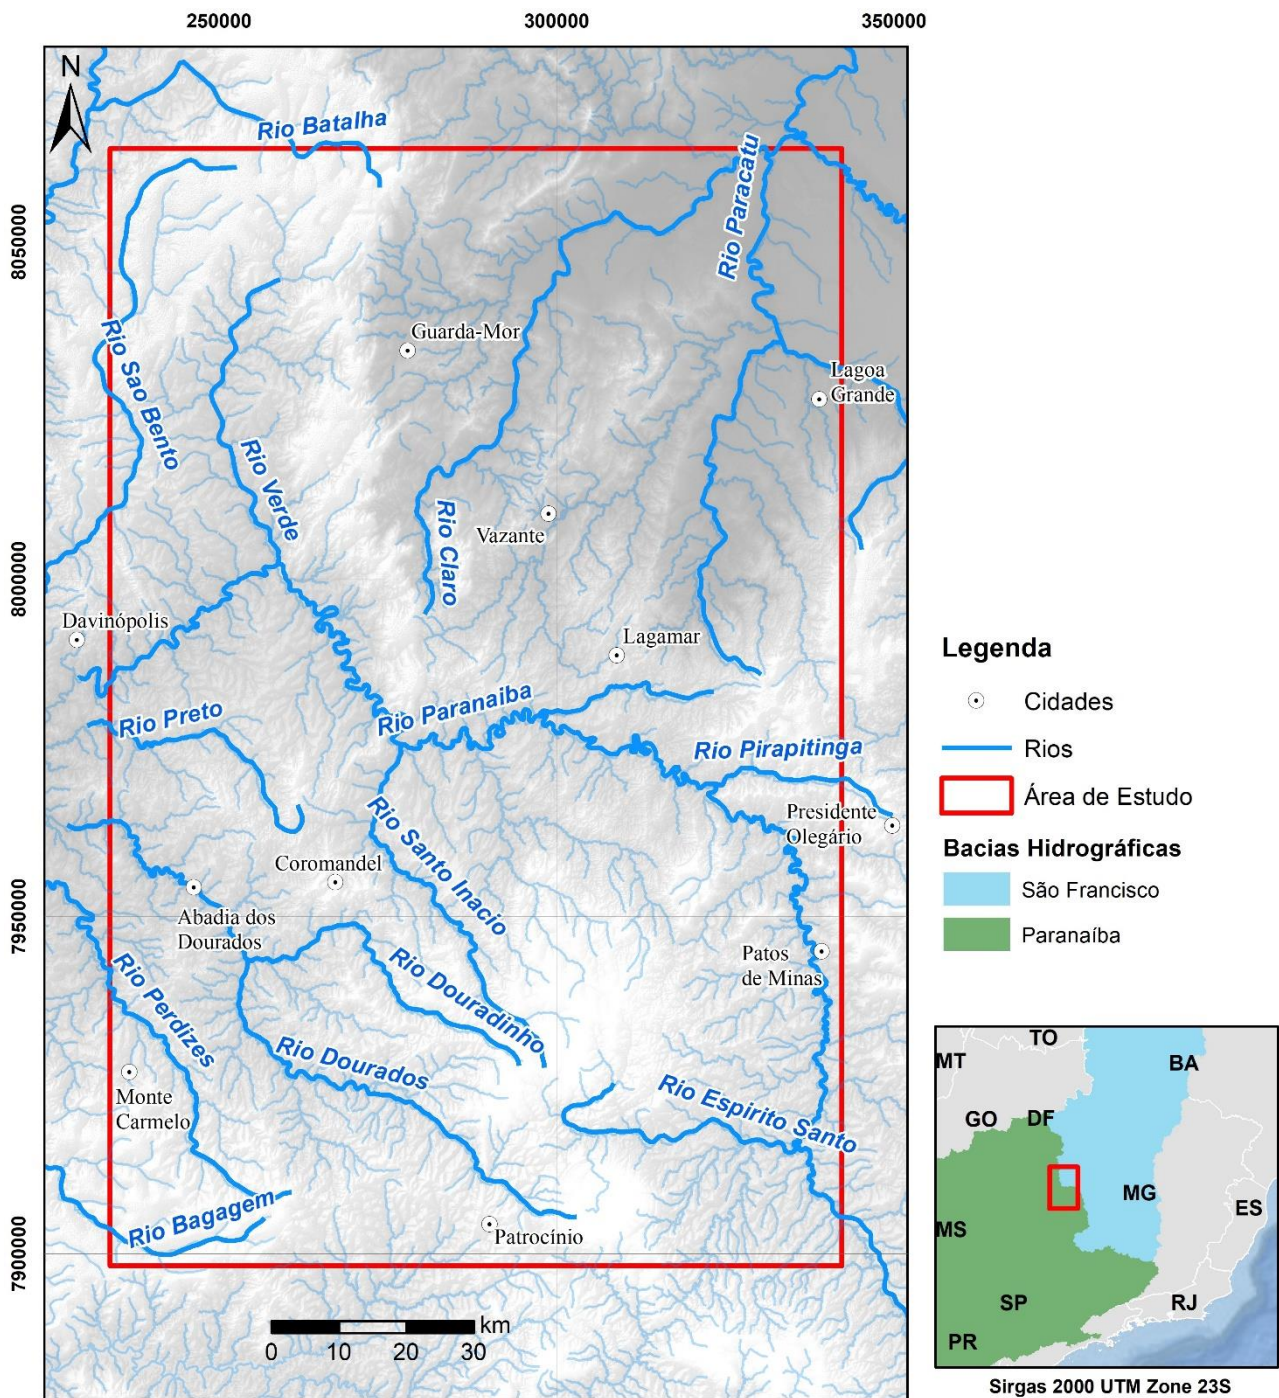 250000
300000
350000
N
Rio Batalha
Rio Paracatu
8050000
Guarda-Mor
Rio Sao Bento
Lagoa
Grande
Rio Verde
Rio Claro
Vazante
8000000
Davinópolis
Lagamar
Rio Paranaiba
Rio Preto
Rio Pirapitinga
Presidente
Olegário
Rio Santo Inacio
Coromandel
Abadia dos
Dourados
7950000
Patos
de Minas
Rio Douradinho
Rio Perdizes
Rio Dourados
Monte
Carmelo
Rio Espirito Santo
Rio Bagagem
Patrocínio
7900000
km
0 10 20 30
Legenda
Cidades
Rios
Área de Estudo
Bacias Hidrográficas
São Francisco
Paranaíba
TO
MT
BA
GO
DF
MG
ES
MS
SP
RJ
PR
Sirgas 2000 UTM Zone 23S